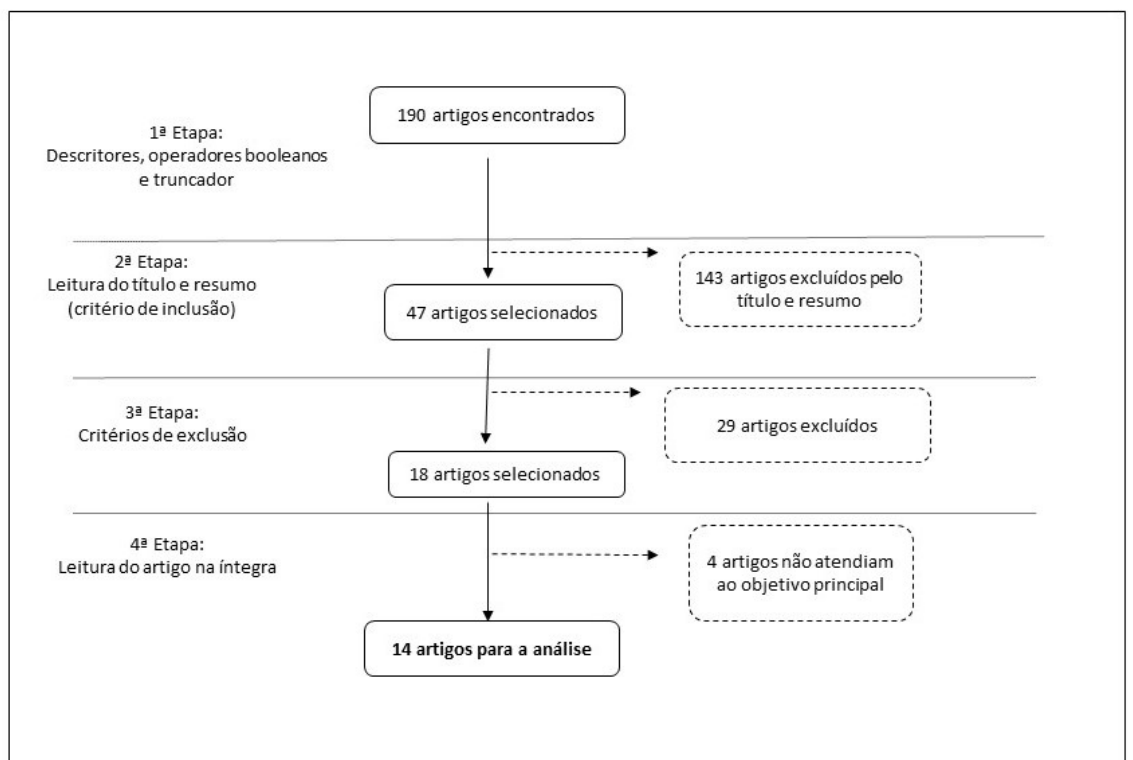 190 artigos encontrados
1ª Etapa:
Descritores, operadores booleanos
e truncador
2ª Etapa:
Leitura do título e resumo
(critério de inclusão)
143 artigos excluídos pelo
título e resumo
47 artigos selecionados
3ª Etapa:
Critérios de exclusão
29 artigos excluídos
18 artigos selecionados
4ª Etapa:
Leitura do artigo na íntegra
4 artigos não atendiam
ao objetivo principal
14 artigos para a análise